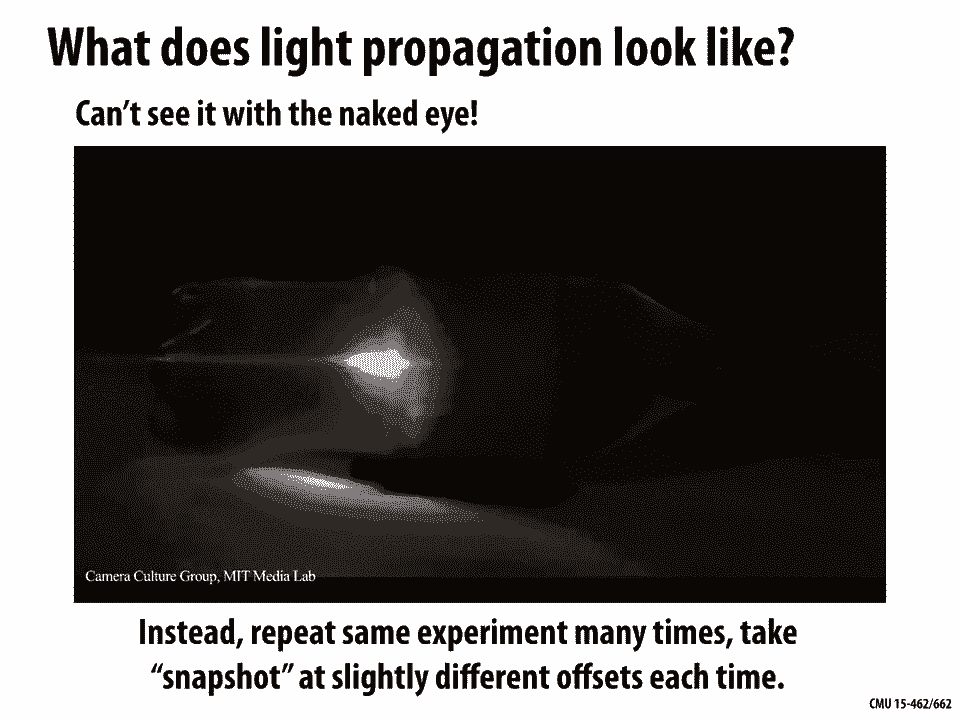 What does light propagation look like?
Can't see it with the naked eye!
Camera Culture Group, MIT Media Lab
Instead, repeat same experiment many times, take
“snapshot” at slightly different offsets each time.
CMU 15-462/662